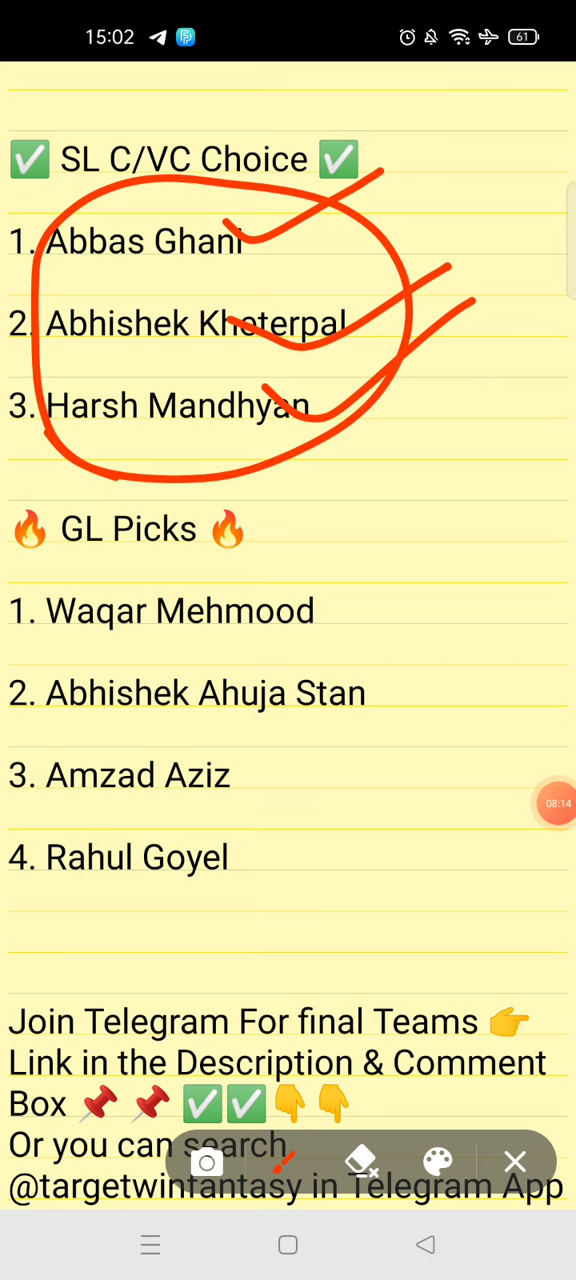 15:02
61
✅ SL C/VC Choice ✅
1. Abbas Ghani
2. Abhishek Kheterpal
3. Harsh Mandhyan
🔥 GL Picks 🔥
1. Waqar Mehmood
2. Abhishek Ahuja Stan
3. Amzad Aziz
4. Rahul Goyel
08:14
Join Telegram For final Teams 👉
Link in the Description & Comment
Box 📌 📌 ✅✅👇👇
Or you can search
@targetwinfantasy in Telegram App